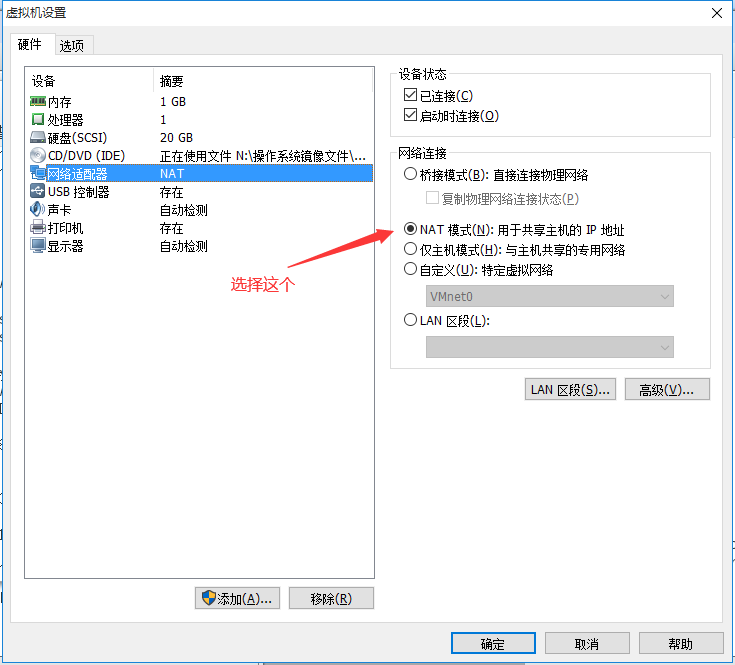 虚拟机设置
硬件 选项
设备 摘要
内存 1 GB
处理器 1
硬盘(SCSI) 20 GB
CD/DVD (IDE) 正在使用文件 N:\操作系统镜像文件\...
网络适配器 NAT
USB 控制器 存在
声卡 自动检测
打印机 存在
显示器 自动检测
添加(A)... 移除(R)
设备状态
已连接(C)
启动时连接(O)
网络连接
桥接模式(B): 直接连接物理网络
复制物理网络连接状态(P)
NAT 模式(N): 用于共享主机的 IP 地址
仅主机模式(H): 与主机共享的专用网络
自定义(U): 特定虚拟网络
VMnet0
LAN 区段(L):
LAN 区段(S)... 高级(V)...
选择这个
确定 取消 帮助